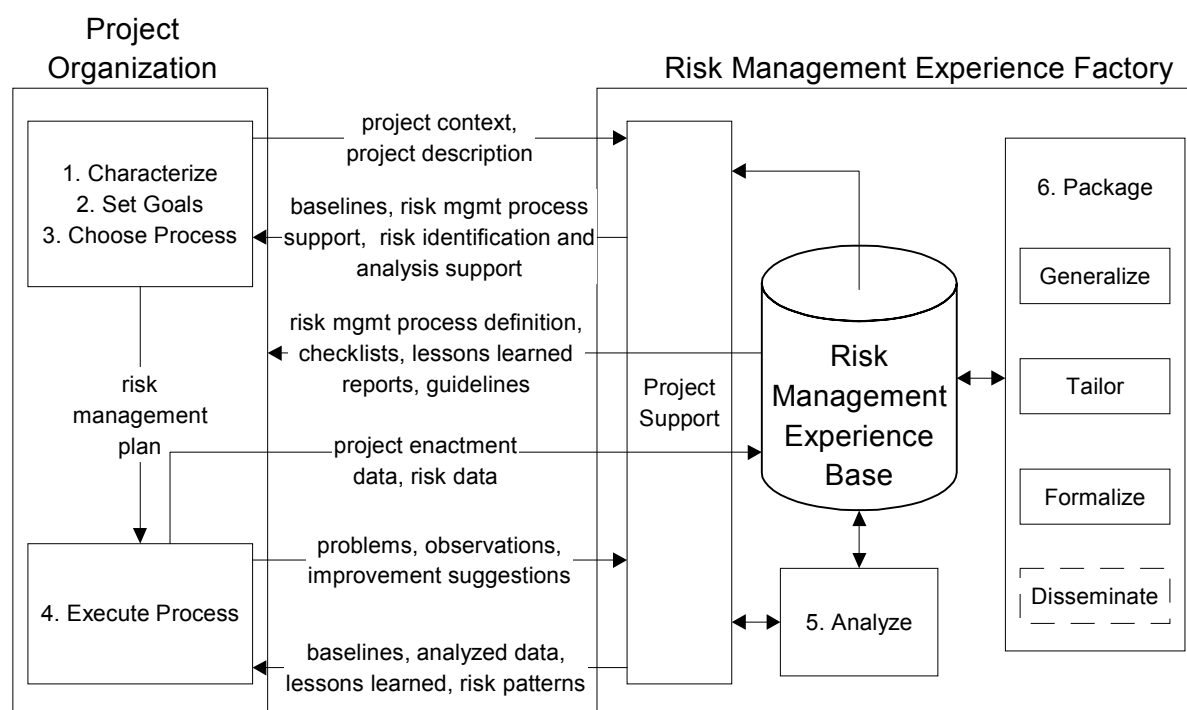 Project
Organization
Risk Management Experience Factory
1. Characterize
2. Set Goals
3. Choose Process
project context,
project description
baselines, risk mgmt process
support, risk identification and
analysis support
risk mgmt process definition,
checklists, lessons learned
reports, guidelines
risk
management
plan
project enactment
data, risk data
4. Execute Process
problems, observations,
improvement suggestions
baselines, analyzed data,
lessons learned, risk patterns
Project
Support
Risk
Management
Experience
Base
5. Analyze
6. Package
Generalize
Tailor
Formalize
Disseminate